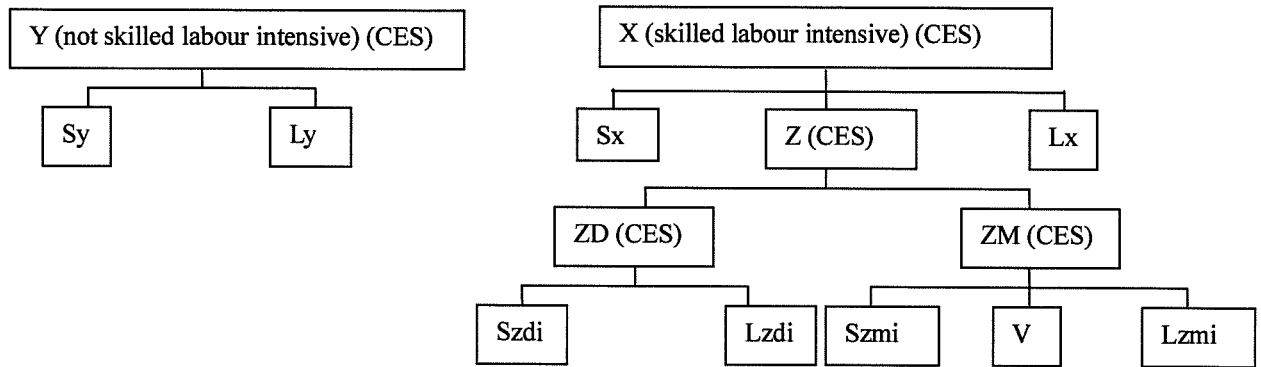 Y (not skilled labour intensive) (CES)
X (skilled labour intensive) (CES)
Sy
Ly
Sx
Z (CES)
Lx
ZD (CES)
ZM (CES)
Szdi
Lzdi
Szmi
V
Lzmi